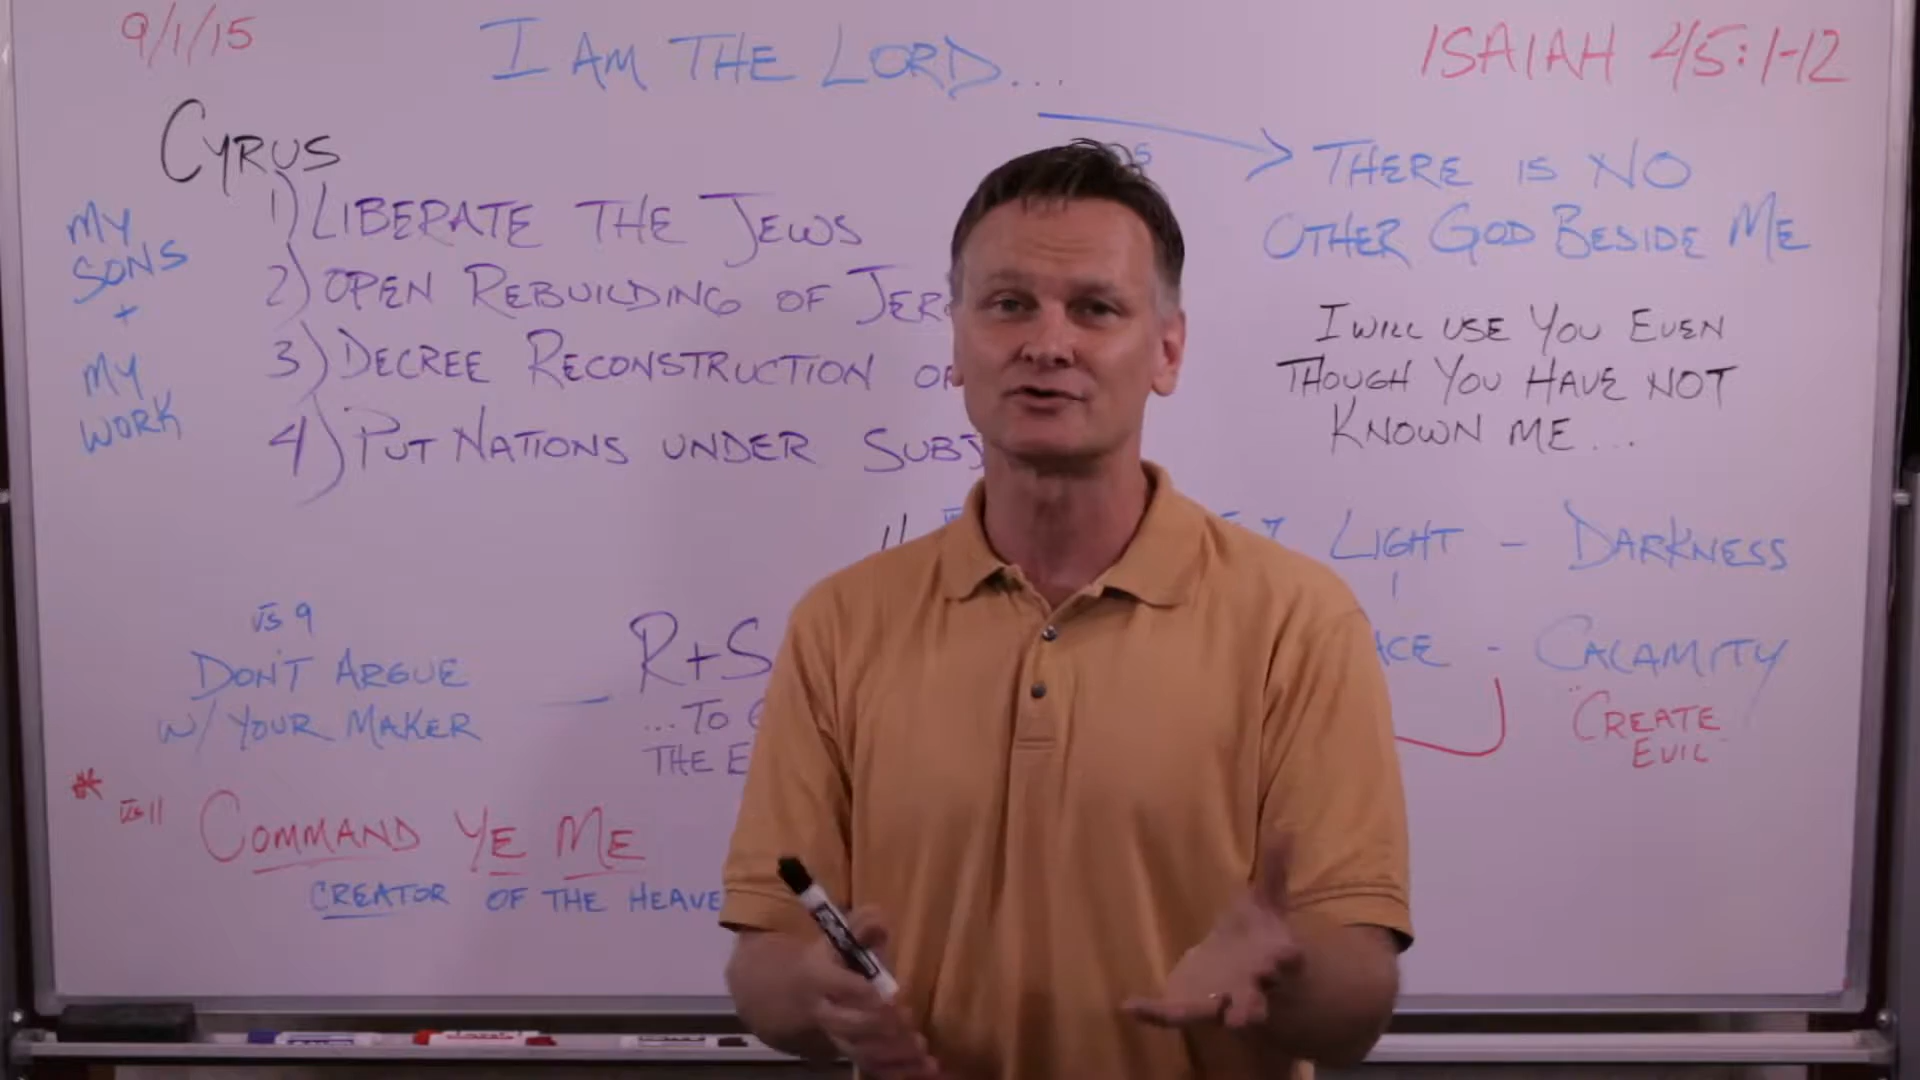 9/1/15
I AM THE LORD...
ISAIAH 45:1-12
CYRUS
MY
SONS
+
MY
WORK
1) LIBERATE THE JEWS
2) OPEN REBUILDING OF
3) DECREE RECONSTRUCTION
4) PUT NATIONS UNDER
THERE IS NO
OTHER GOD BESIDE ME
I WILL USE YOU EVEN
THOUGH YOU HAVE NOT
KNOWN ME...
LIGHT - DARKNESS
- CALAMITY
"CREATE
EVIL"
VS 9
DON'T ARGUE
W/ YOUR MAKER
- R+S
...TO
THE
* VS 11 COMMAND YE ME
CREATOR OF THE HEAVE